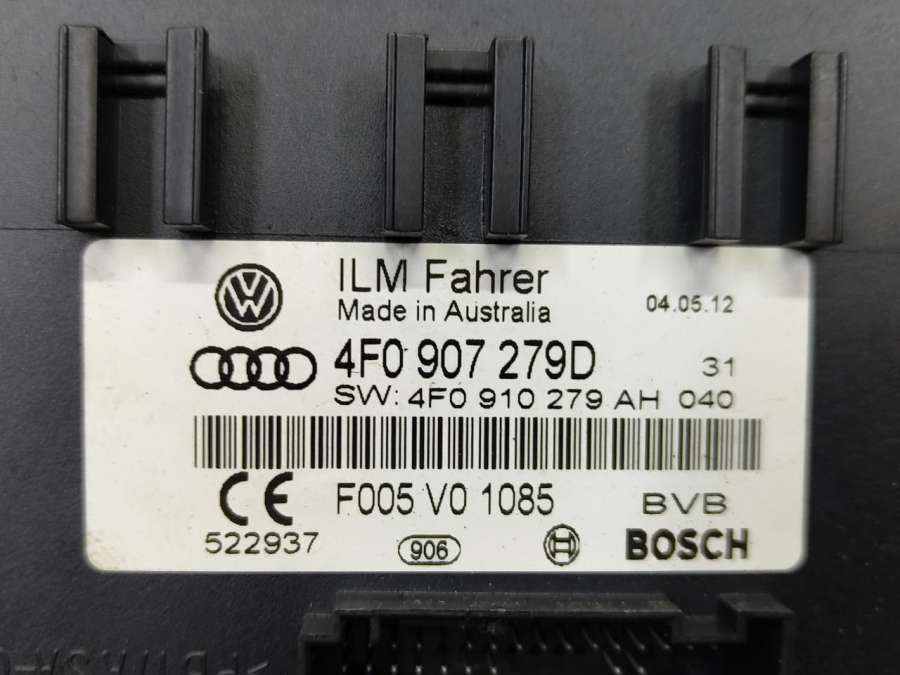 ILM Fahrer
Made in Australia
04.05.12
4F0 907 279D
31
SW: 4F0 910 279 AH 040
CE F005 V0 1085 BVB
522937 906 BOSCH